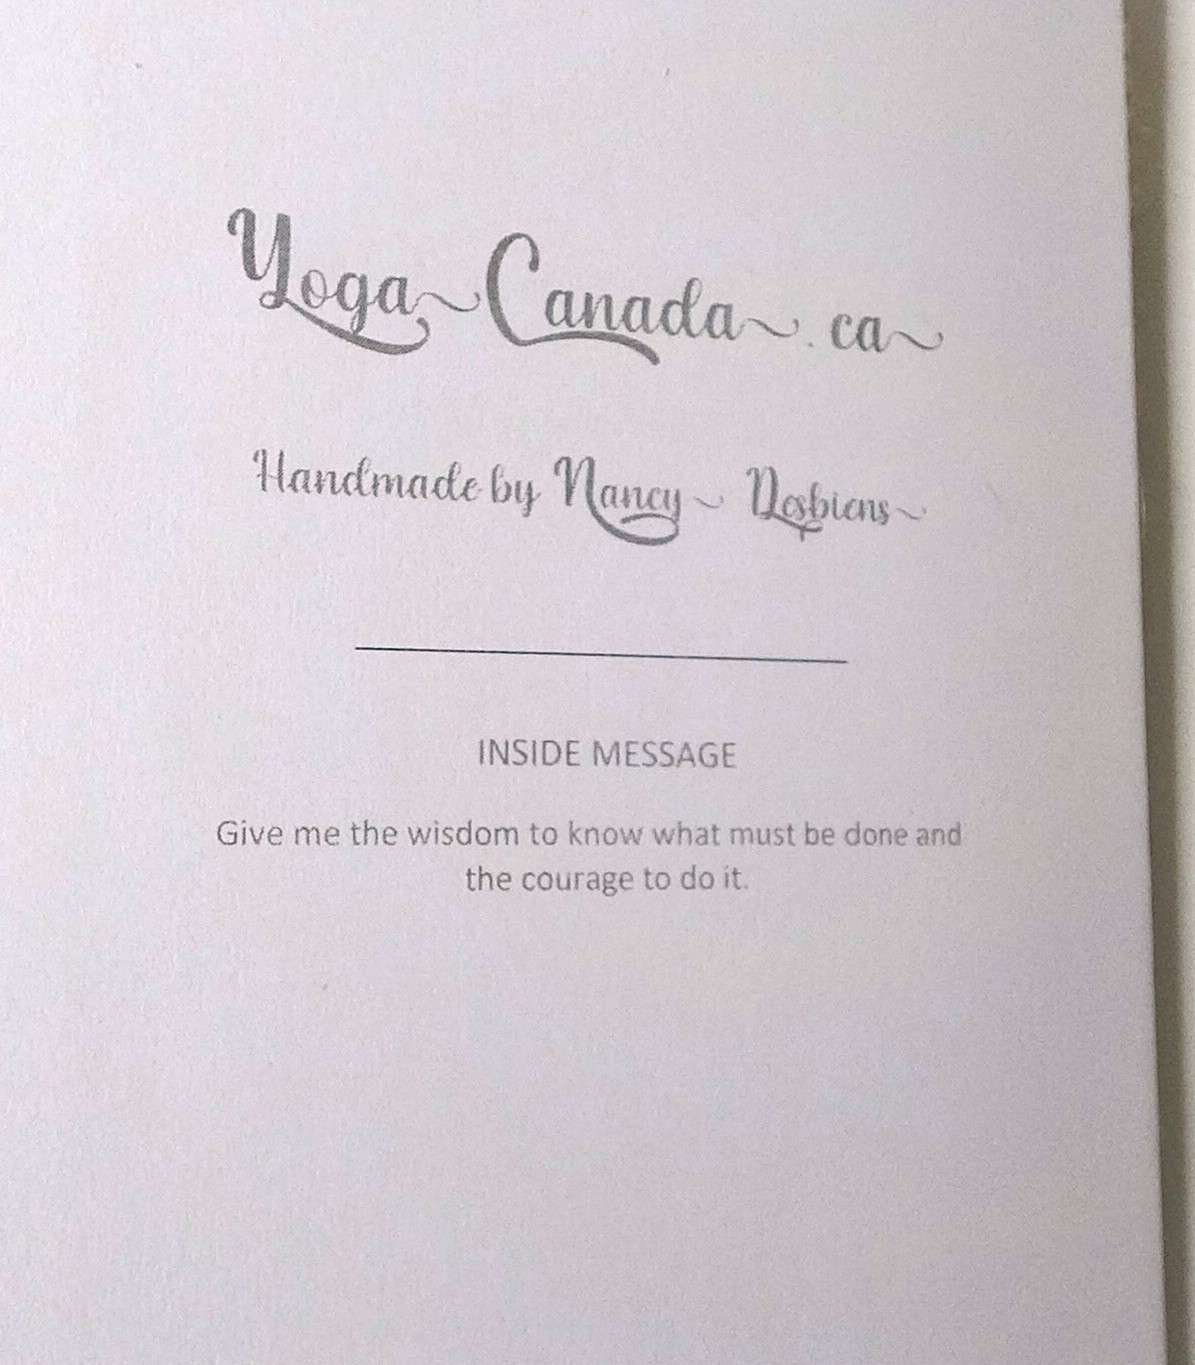 Yoga Canada.ca
Handmade by Nancy Desbiens
INSIDE MESSAGE
Give me the wisdom to know what must be done and
the courage to do it.